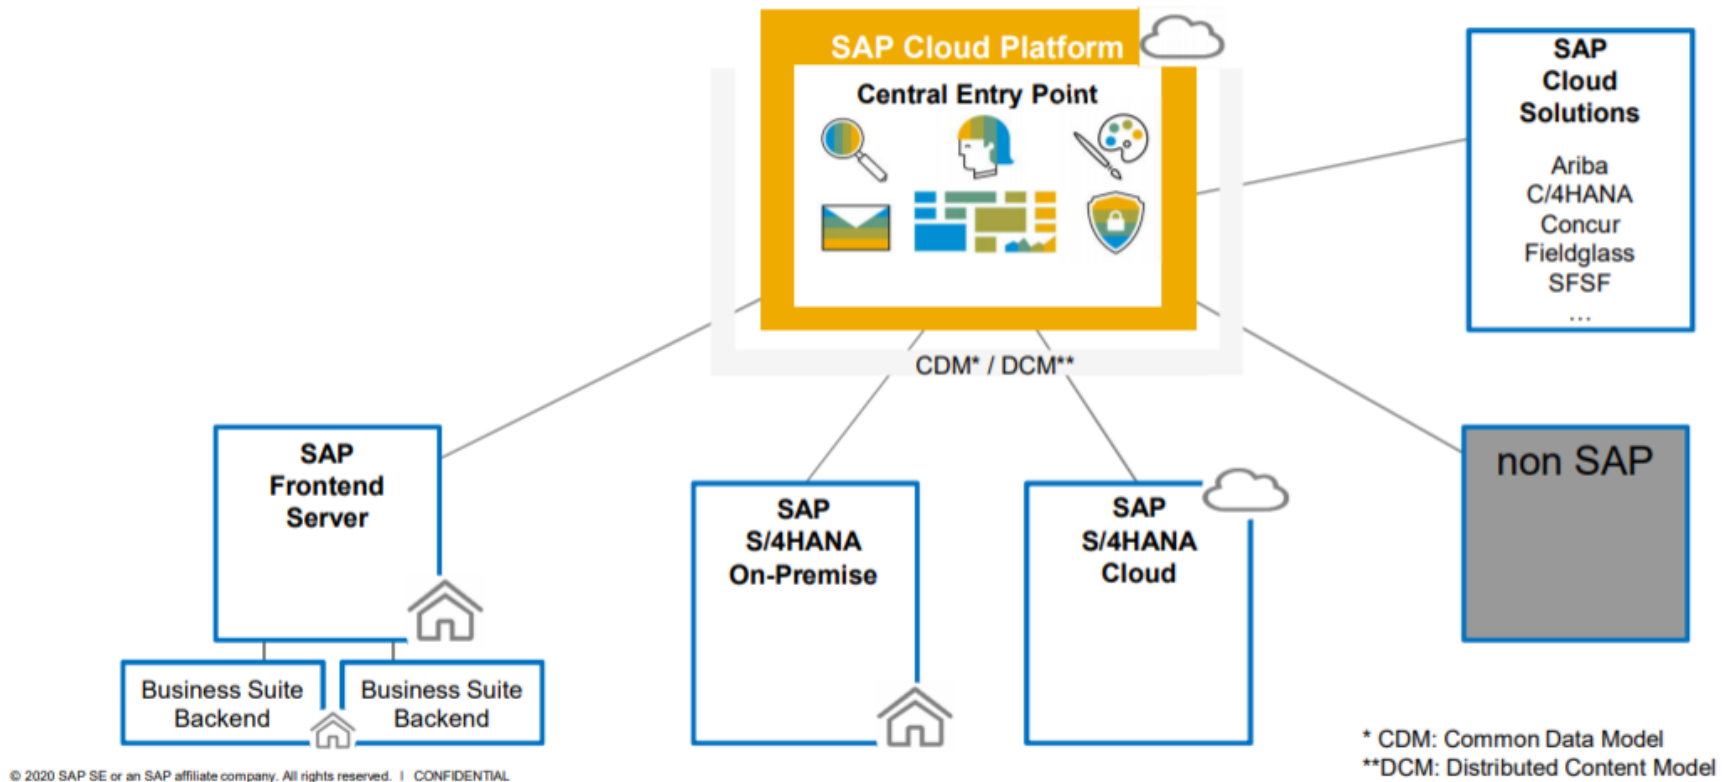 SAP Cloud Platform
Central Entry Point
CDM* / DCM**
SAP
Cloud
Solutions
Ariba
C/4HANA
Concur
Fieldglass
SFSF
...
SAP
Frontend
Server
Business Suite
Backend
Business Suite
Backend
SAP
S/4HANA
On-Premise
SAP
S/4HANA
Cloud
non SAP
* CDM: Common Data Model
**DCM: Distributed Content Model
© 2020 SAP SE or an SAP affiliate company. All rights reserved. | CONFIDENTIAL